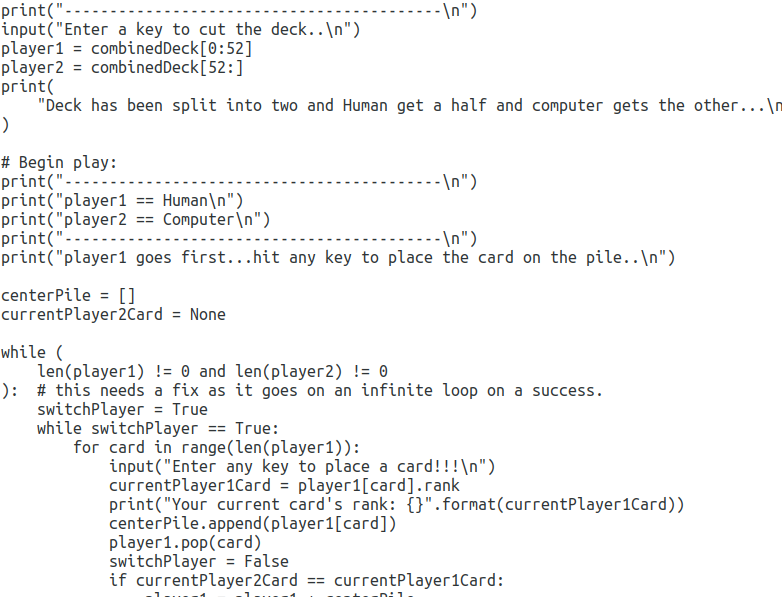 print("------------------------------------------\n")
input("Enter a key to cut the deck..\n")
player1 = combinedDeck[0:52]
player2 = combinedDeck[52:]
print(
    "Deck has been split into two and Human get a half and computer gets the other...\n
)

# Begin play:
print("------------------------------------------\n")
print("player1 == Human\n")
print("player2 == Computer\n")
print("------------------------------------------\n")
print("player1 goes first...hit any key to place the card on the pile..\n")

centerPile = []
currentPlayer2Card = None

while (
    len(player1) != 0 and len(player2) != 0
):  # this needs a fix as it goes on an infinite loop on a success.
    switchPlayer = True
    while switchPlayer == True:
        for card in range(len(player1)):
            input("Enter any key to place a card!!!\n")
            currentPlayer1Card = player1[card].rank
            print("Your current card's rank: {}".format(currentPlayer1Card))
            centerPile.append(player1[card])
            player1.pop(card)
            switchPlayer = False
            if currentPlayer2Card == currentPlayer1Card:
                player1 = player1 + centerPile